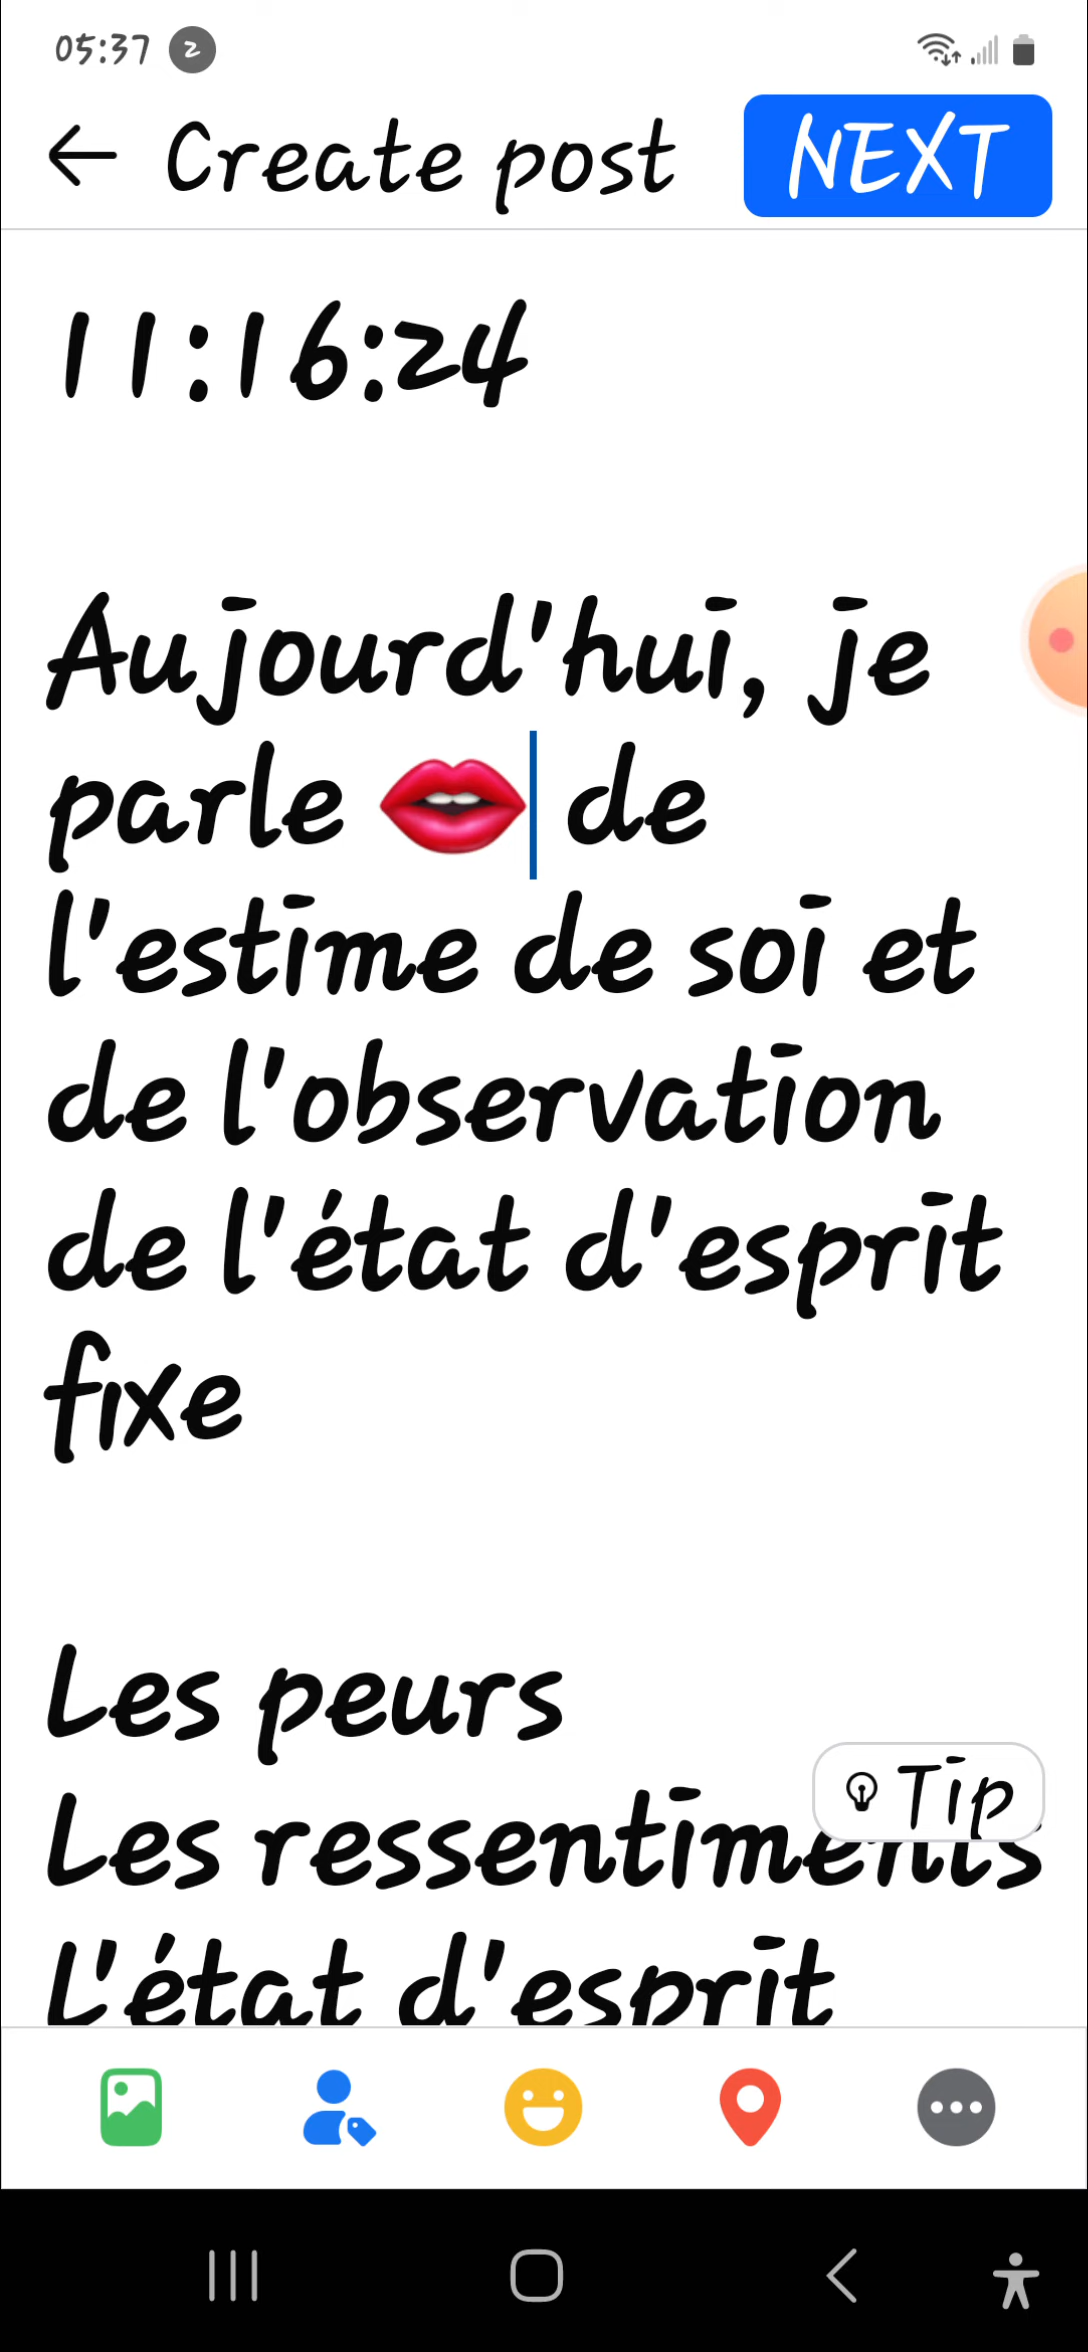 05:37 2
Create post NEXT
11:16:24
Aujourd'hui, je
parle 👄 de
l'estime de soi et
de l'observation
de l'état d'esprit
fixe
Les peurs
Tip
Les ressentiments
L'état d'esprit